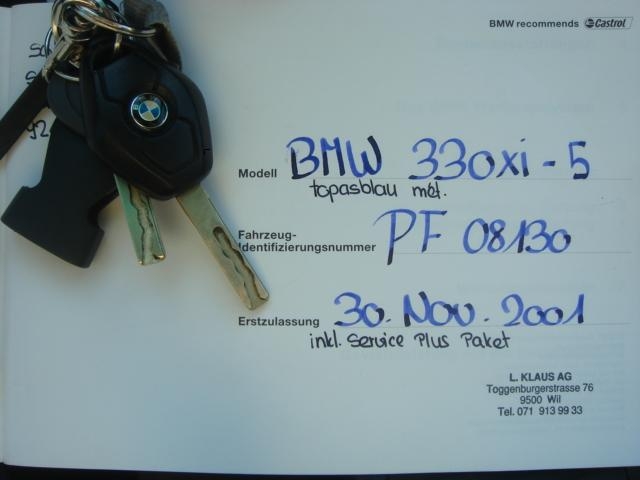 BMW recommends Castrol
Modell BMW 330xi - 5
topasblau mét.
Fahrzeug-
Identifizierungsnummer PF 08130
Erstzulassung 30. Nov. 2001
inkl. Service Plus Paket
L. KLAUS AG
Toggenburgerstrasse 76
9500 Wil
Tel. 071 913 99 33